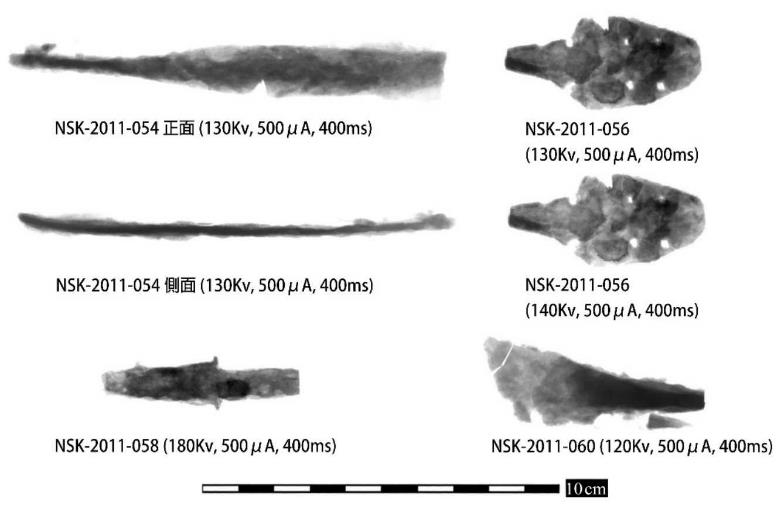 NSK-2011-054 正面 (130Kv, 500μA, 400ms)
NSK-2011-056
(130Kv, 500μA, 400ms)
NSK-2011-054 側面 (130Kv, 500μA, 400ms)
NSK-2011-056
(140Kv, 500μA, 400ms)
NSK-2011-058 (180Kv, 500μA, 400ms)
NSK-2011-060 (120Kv, 500μA, 400ms)
10cm